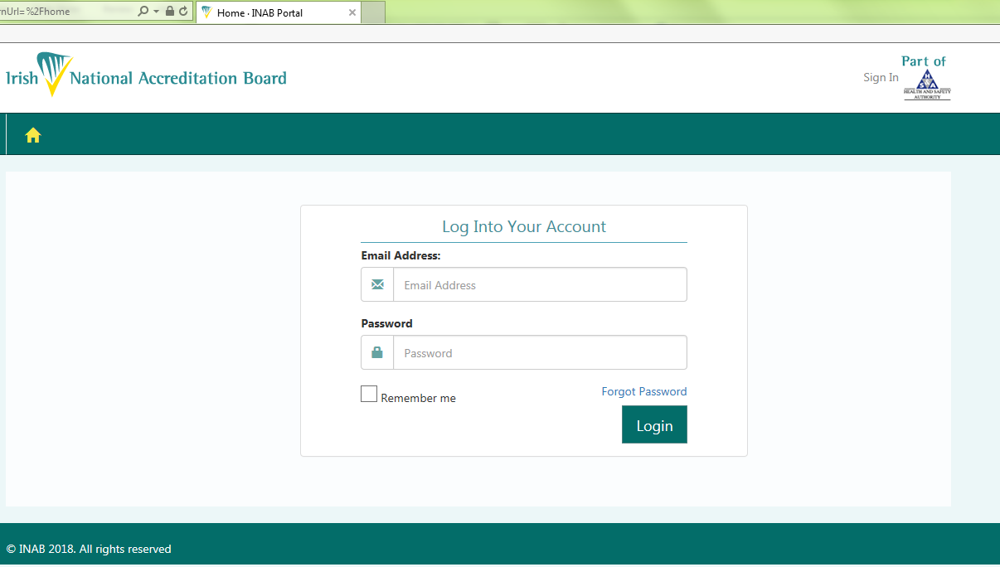 rnUrl=%2Fhome
Home · INAB Portal
Irish National Accreditation Board
Sign In
Part of
HEALTH AND SAFETY
AUTHORITY
Log Into Your Account
Email Address:
Email Address
Password
Password
Remember me
Forgot Password
Login
© INAB 2018. All rights reserved